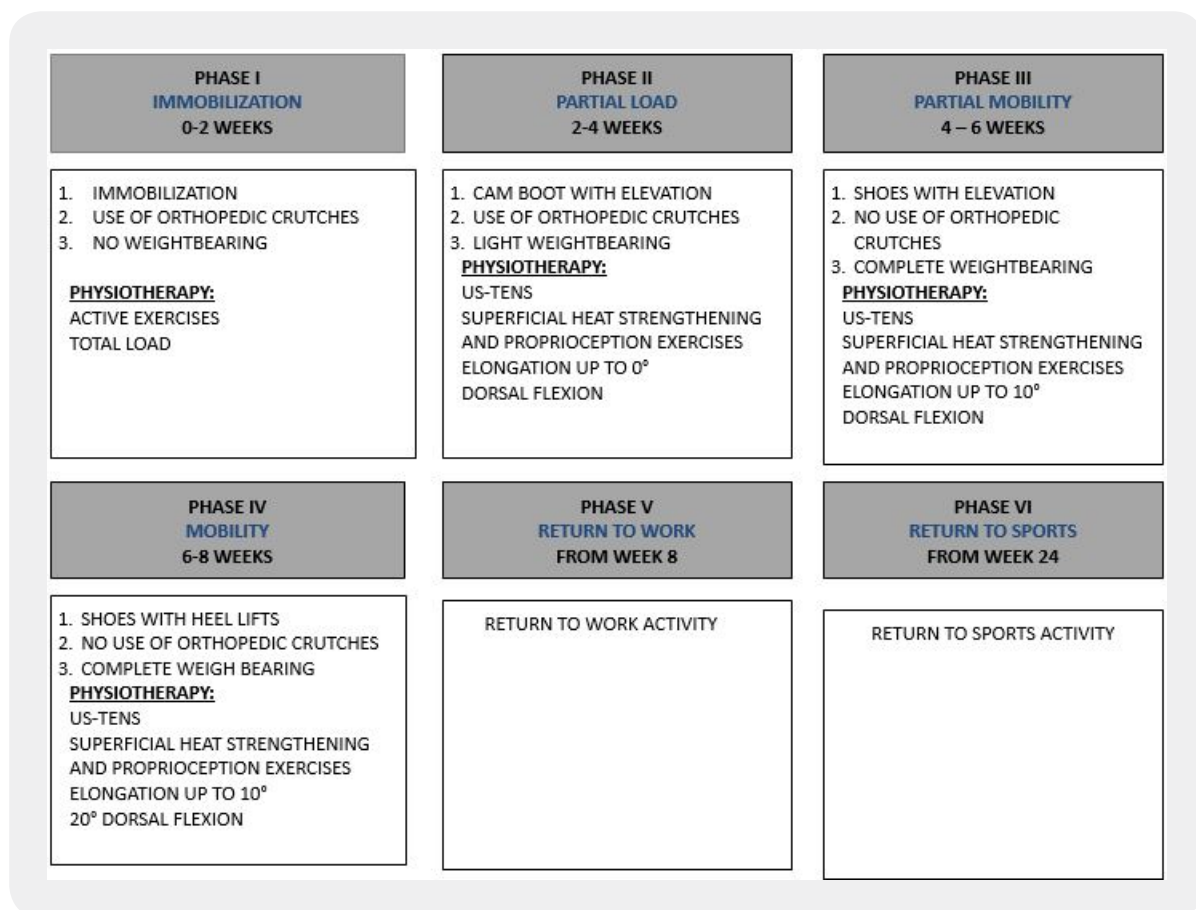 PHASE I
IMMOBILIZATION
0-2 WEEKS
1. IMMOBILIZATION
2. USE OF ORTHOPEDIC CRUTCHES
3. NO WEIGHTBEARING
PHYSIOTHERAPY:
ACTIVE EXERCISES
TOTAL LOAD
PHASE II
PARTIAL LOAD
2-4 WEEKS
1. CAM BOOT WITH ELEVATION
2. USE OF ORTHOPEDIC CRUTCHES
3. LIGHT WEIGHTBEARING
PHYSIOTHERAPY:
US-TENS
SUPERFICIAL HEAT STRENGTHENING
AND PROPRIOCEPTION EXERCISES
ELONGATION UP TO 0°
DORSAL FLEXION
PHASE III
PARTIAL MOBILITY
4 – 6 WEEKS
1. SHOES WITH ELEVATION
2. NO USE OF ORTHOPEDIC
CRUTCHES
3. COMPLETE WEIGHTBEARING
PHYSIOTHERAPY:
US-TENS
SUPERFICIAL HEAT STRENGTHENING
AND PROPRIOCEPTION EXERCISES
ELONGATION UP TO 10°
DORSAL FLEXION
PHASE IV
MOBILITY
6-8 WEEKS
1. SHOES WITH HEEL LIFTS
2. NO USE OF ORTHOPEDIC CRUTCHES
3. COMPLETE WEIGH BEARING
PHYSIOTHERAPY:
US-TENS
SUPERFICIAL HEAT STRENGTHENING
AND PROPRIOCEPTION EXERCISES
ELONGATION UP TO 10°
20° DORSAL FLEXION
PHASE V
RETURN TO WORK
FROM WEEK 8
RETURN TO WORK ACTIVITY
PHASE VI
RETURN TO SPORTS
FROM WEEK 24
RETURN TO SPORTS ACTIVITY